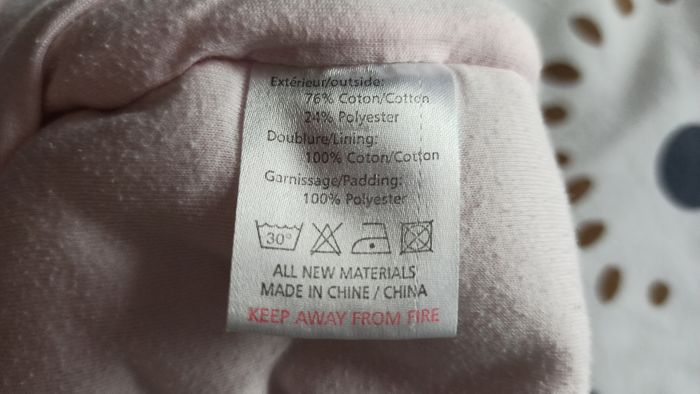 Extérieur/outside:
76% Coton/Cotton
24% Polyester
Doublure/Lining:
100% Coton/Cotton
Garnissage/Padding:
100% Polyester
30°
ALL NEW MATERIALS
MADE IN CHINE / CHINA
KEEP AWAY FROM FIRE